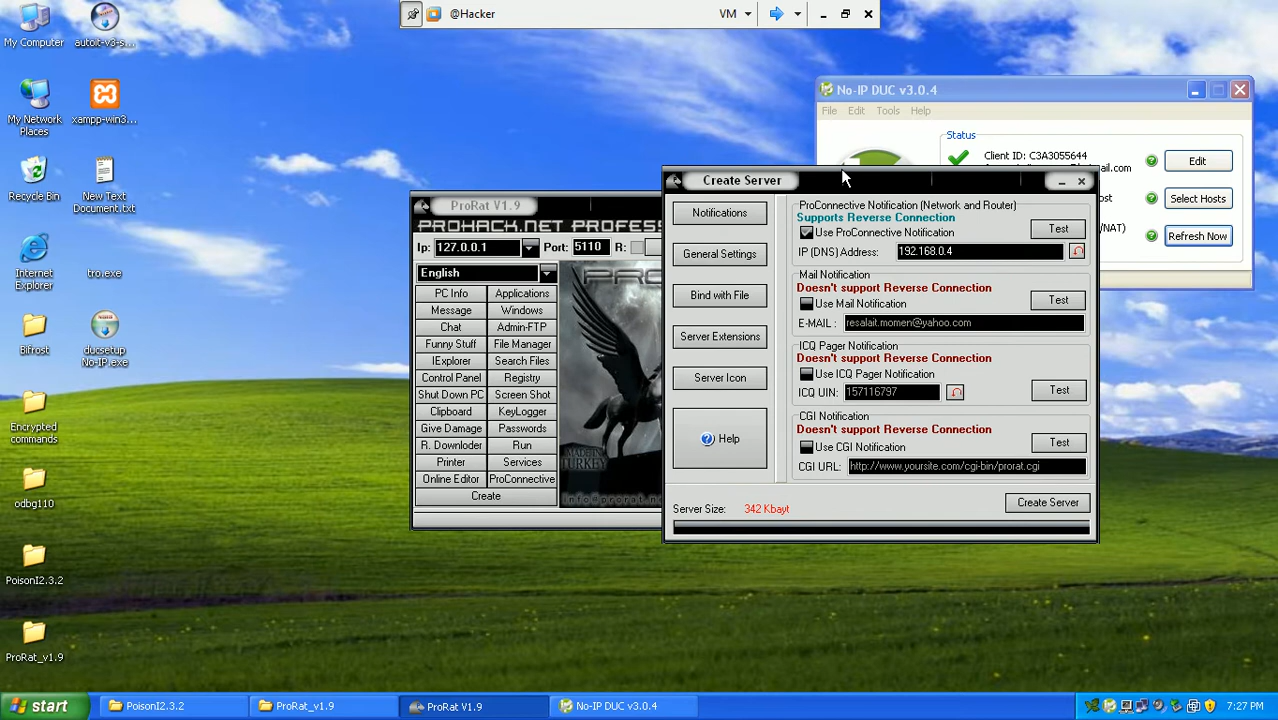 @Hacker
VM
My Computer
autoit-v3-s...
My Network
Places
xampp-win3...
Recycle Bin
New Text
Document.txt
Internet
Explorer
tro.exe
Bifrost
ducsetup
No-IP.exe
Encrypted
commands
odbg110
PoisonI2.3.2
ProRat_v1.9
No-IP DUC v3.0.4
File Edit Tools Help
Status
Client ID: C3A3055644
mail.com
Edit
Select Hosts
/NAT)
Refresh Now
ProRat V1.9
PROHACK.NET PROFESS
Ip: 127.0.0.1 Port: 5110 R:
English
PC Info Applications
Message Windows
Chat Admin-FTP
Funny Stuff File Manager
IExplorer Search Files
Control Panel Registry
Shut Down PC Screen Shot
Clipboard KeyLogger
Give Damage Passwords
R. Downloder Run
Printer Services
Online Editor ProConnective
Create
MADE IN
TURKEY
Create Server
Notifications
General Settings
Bind with File
Server Extensions
Server Icon
Help
ProConnective Notification (Network and Router)
Supports Reverse Connection
Use ProConnective Notification
Test
IP (DNS) Address: 192.168.0.4
Mail Notification
Doesn't support Reverse Connection
Use Mail Notification
Test
E-MAIL : resalait.momen@yahoo.com
ICQ Pager Notification
Doesn't support Reverse Connection
Use ICQ Pager Notification
ICQ UIN: 157116797
Test
CGI Notification
Doesn't support Reverse Connection
Use CGI Notification
Test
CGI URL: http://www.yoursite.com/cgi-bin/prorat.cgi
Server Size: 342 Kbayt
Create Server
start
PoisonI2.3.2
ProRat_v1.9
ProRat V1.9
No-IP DUC v3.0.4
7:27 PM